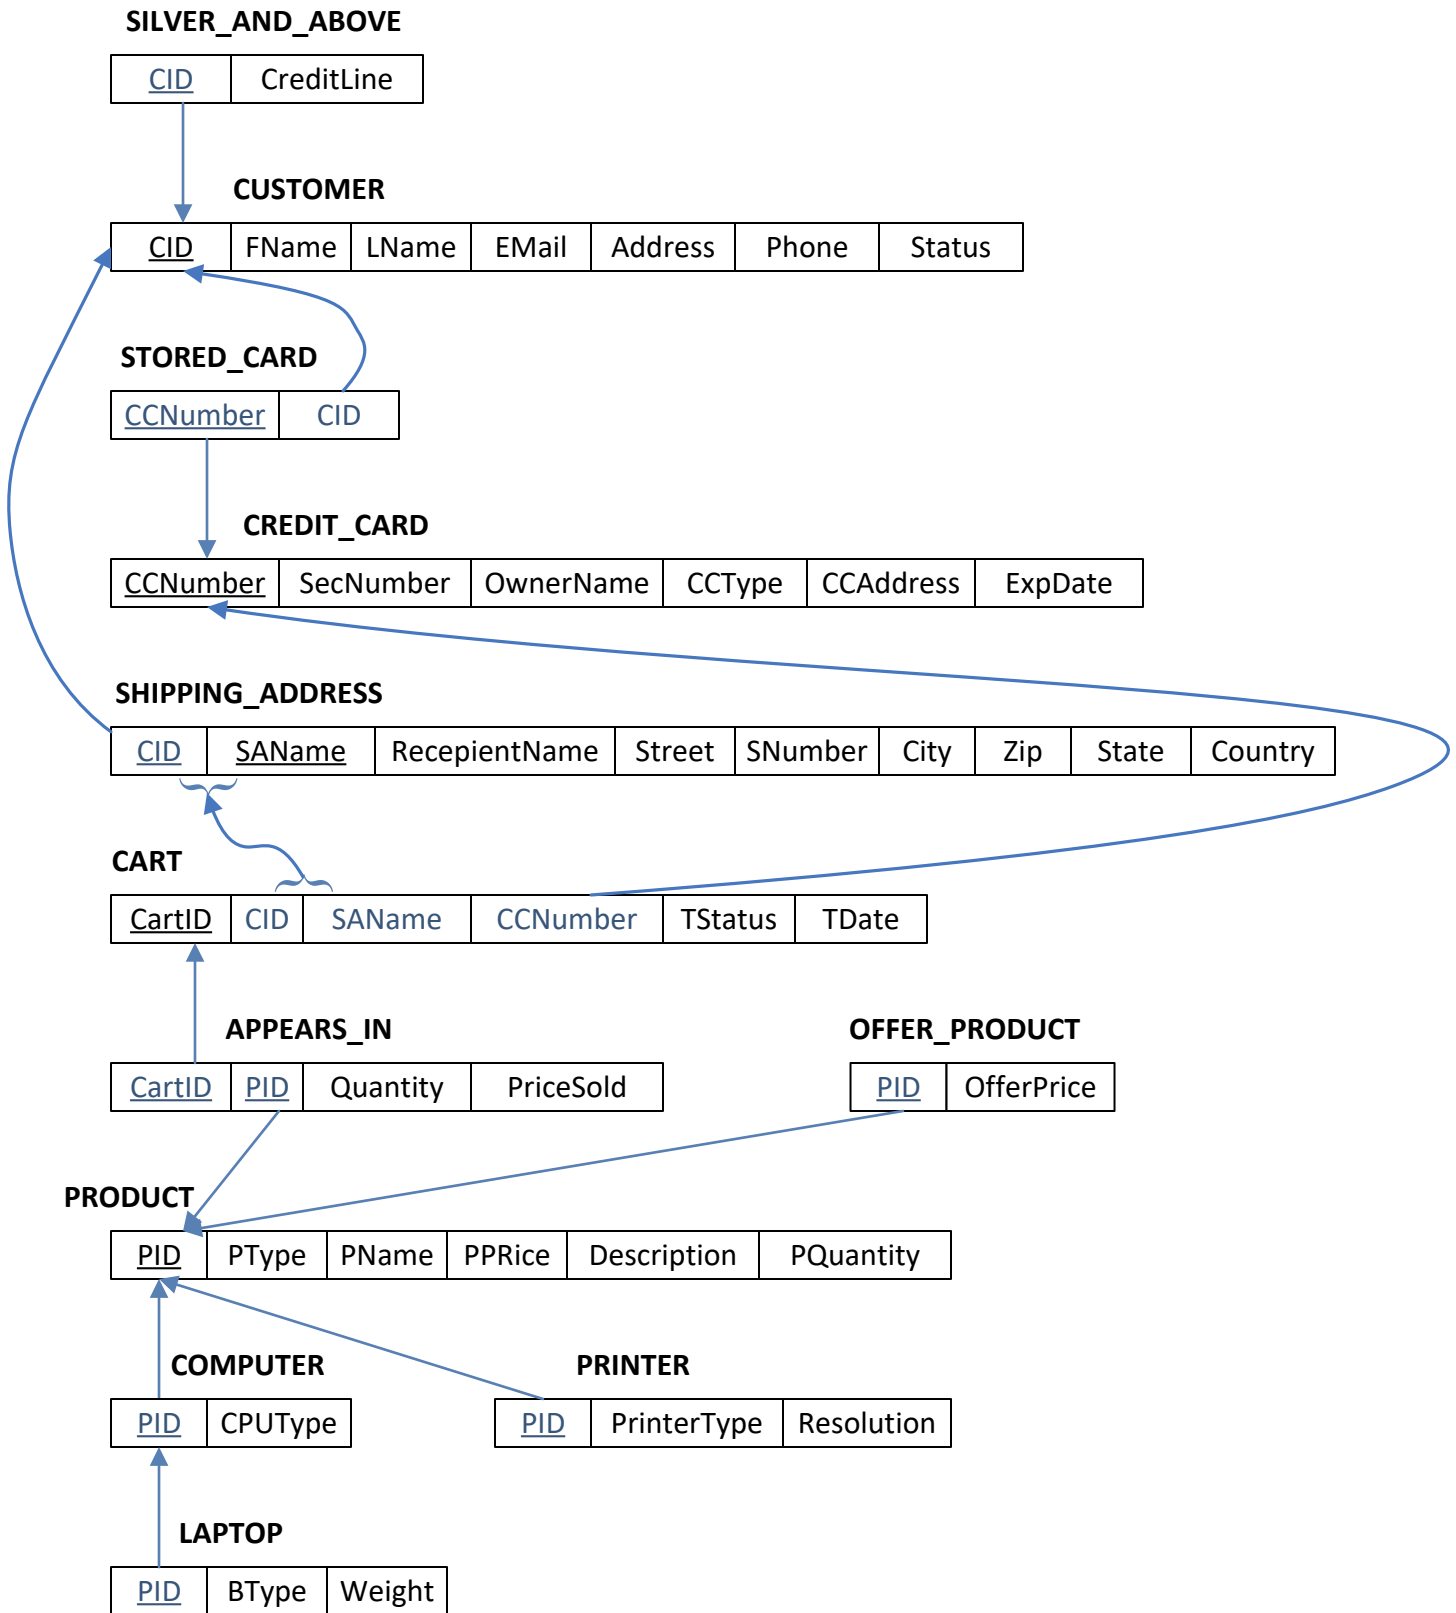 SILVER_AND_ABOVE
CID CreditLine
CUSTOMER
CID FName LName EMail Address Phone Status
STORED_CARD
CCNumber CID
CREDIT_CARD
CCNumber SecNumber OwnerName CCType CCAddress ExpDate
SHIPPING_ADDRESS
CID SAName RecepientName Street SNumber City Zip State Country
CART
CartID CID SAName CCNumber TStatus TDate
APPEARS_IN OFFER_PRODUCT
CartID PID Quantity PriceSold PID OfferPrice
PRODUCT
PID PType PName PPRice Description PQuantity
COMPUTER PRINTER
PID CPUType PID PrinterType Resolution
LAPTOP
PID BType Weight